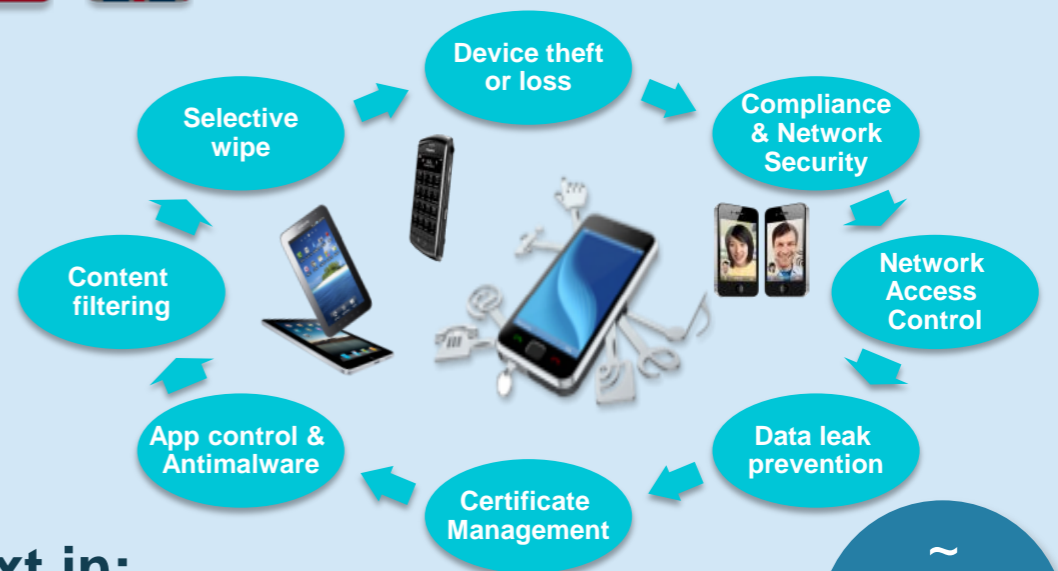 Device theft
or loss
Compliance
& Network
Security
Network
Access
Control
Data leak
prevention
Certificate
Management
App control &
Antimalware
Content
filtering
Selective
wipe
in:
~